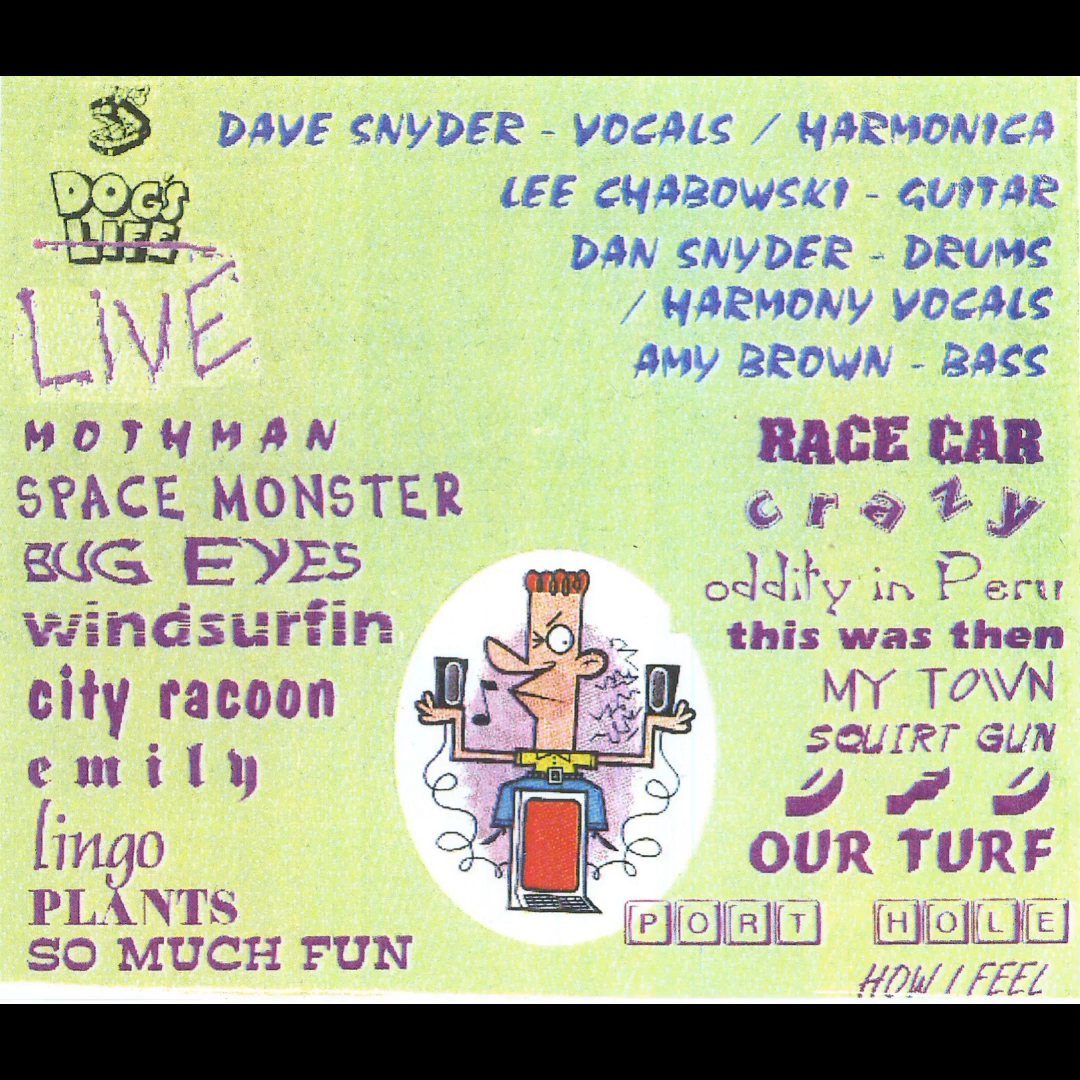 DOG'S
LIFE
LIVE
DAVE SNYDER - VOCALS / HARMONICA
LEE CHABOWSKI - GUITAR
DAN SNYDER - DRUMS
/ HARMONY VOCALS
AMY BROWN - BASS
MOTHMAN
SPACE MONSTER
BUG EYES
windsurfin
city racoon
emily
lingo
PLANTS
SO MUCH FUN
RACE CAR
crazy
oddity in Peru
this was then
MY TOWN
SQUIRT GUN
OUR TURF
PORT HOLE
HOW I FEEL